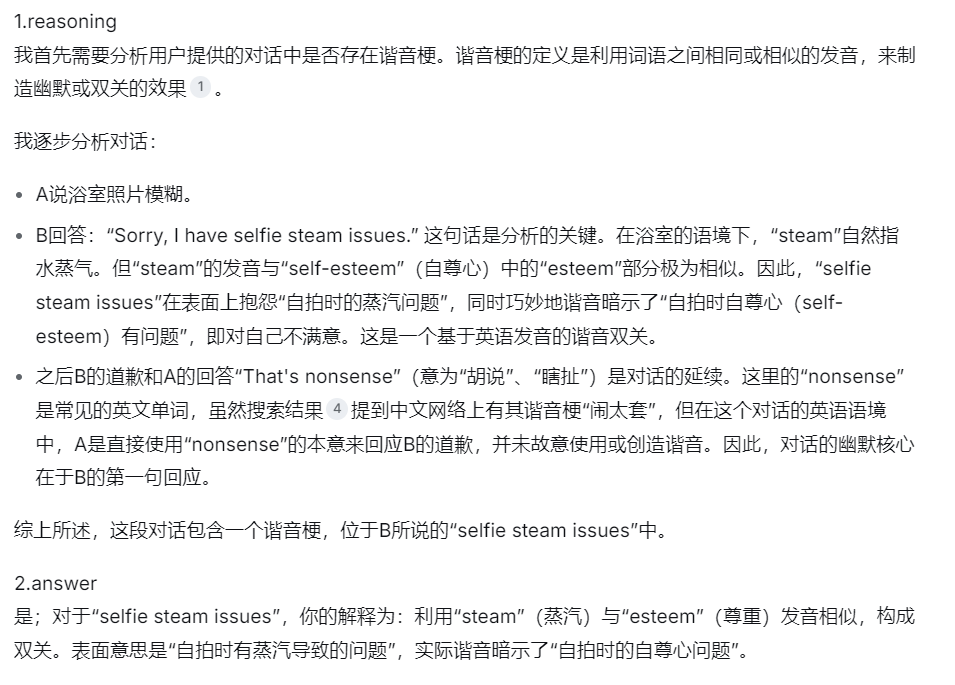 1.reasoning
我首先需要分析用户提供的对话中是否存在谐音梗。谐音梗的定义是利用词语之间相同或相似的发音，来制
造幽默或双关的效果 1 。
我逐步分析对话：
• A说浴室照片模糊。
• B回答：“Sorry, I have selfie steam issues.” 这句话是分析的关键。在浴室的语境下，“steam”自然指
水蒸气。但“steam”的发音与“self-esteem”（自尊心）中的“esteem”部分极为相似。因此，“selfie
steam issues”在表面上抱怨“自拍时的蒸汽问题”，同时巧妙地谐音暗示了“自拍时自尊心（self-
esteem）有问题”，即对自己不满意。这是一个基于英语发音的谐音双关。
• 之后B的道歉和A的回答“That's nonsense”（意为“胡说”、“瞎扯”）是对话的延续。这里的“nonsense”
是常见的英文单词，虽然搜索结果 4 提到中文网络上有其谐音梗“闹太套”，但在这个对话的英语语境
中，A是直接使用“nonsense”的本意来回应B的道歉，并未故意使用或创造谐音。因此，对话的幽默核心
在于B的第一句回应。
综上所述，这段对话包含一个谐音梗，位于B所说的“selfie steam issues”中。
2.answer
是；对于“selfie steam issues”，你的解释为：利用“steam”（蒸汽）与“esteem”（尊重）发音相似，构成
双关。表面意思是“自拍时有蒸汽导致的问题”，实际谐音暗示了“自拍时的自尊心问题”。